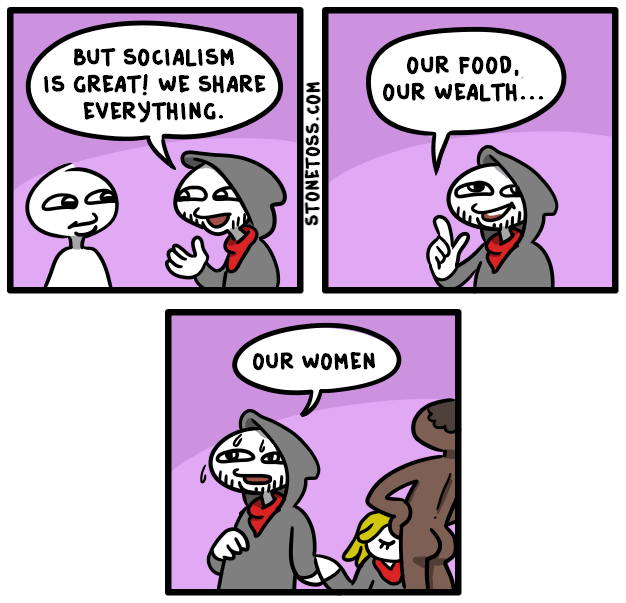 BUT SOCIALISM
IS GREAT! WE SHARE
EVERYTHING.
STONETOSS.COM
OUR FOOD,
OUR WEALTH...
OUR WOMEN